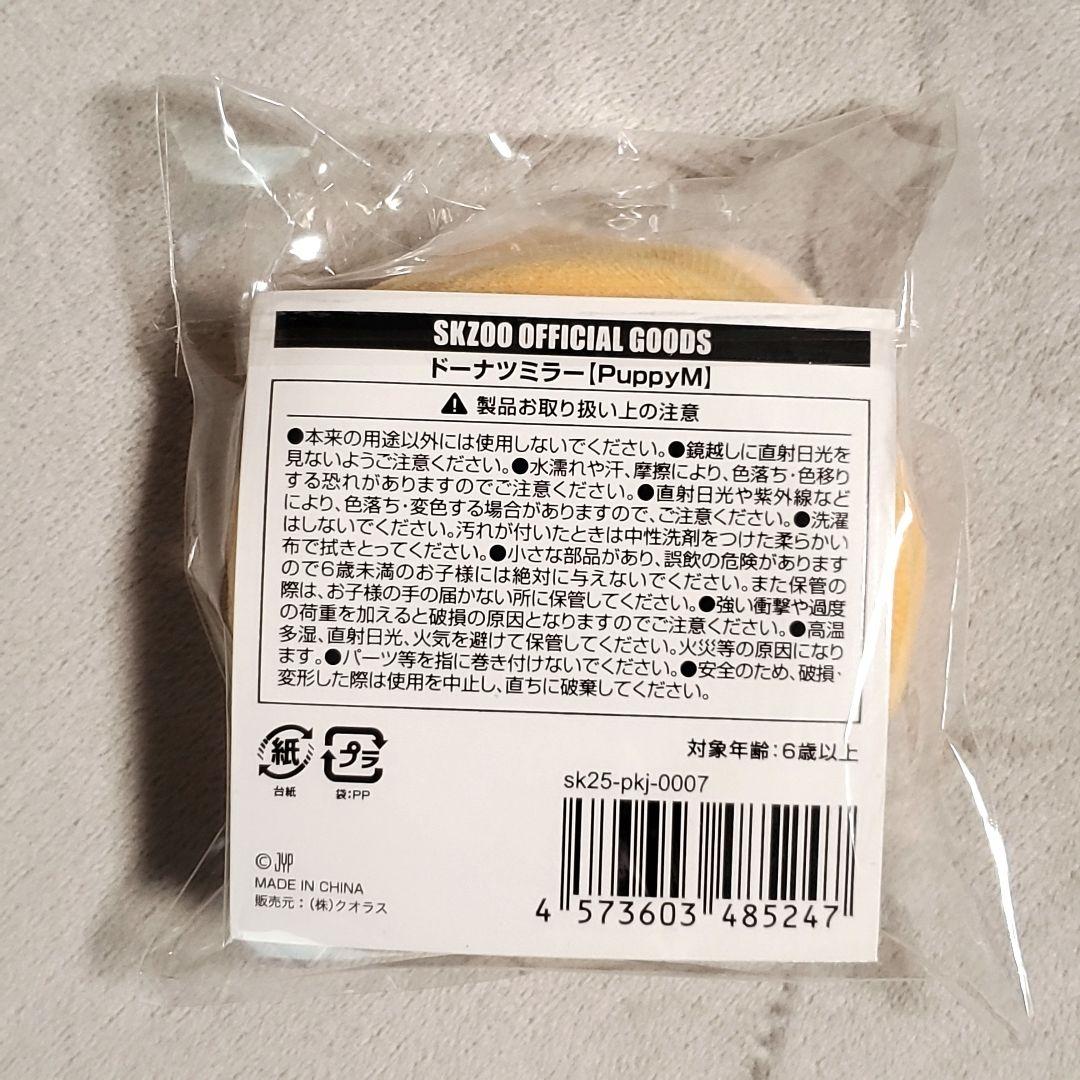 SKZOO OFFICIAL GOODS
ドーナツミラー【PuppyM】
製品お取り扱い上の注意
●本来の用途以外には使用しないでください。●鏡越しに直射日光を
見ないようご注意ください。●水濡れや汗、摩擦により、色落ち・色移り
する恐れがありますのでご注意ください。●直射日光や紫外線など
により、色落ち・変色する場合がありますので、ご注意ください。●洗濯
はしないでください。汚れが付いたときは中性洗剤をつけた柔らかい
布で拭きとってください。●小さな部品があり、誤飲の危険があります
ので6歳未満のお子様には絶対に与えないでください。また保管の
際は、お子様の手の届かない所に保管してください。●強い衝撃や過度
の荷重を加えると破損の原因となりますのでご注意ください。●高温
多湿、直射日光、火気を避けて保管してください。火災等の原因になり
ます。●パーツ等を指に巻き付けないでください。●安全のため、破損・
変形した際は使用を中止し、直ちに破棄してください。
紙
プラ
台紙
袋:PP
対象年齢:6歳以上
sk25-pkj-0007
© JYP
MADE IN CHINA
販売元:(株)クオラス
4 573603 485247